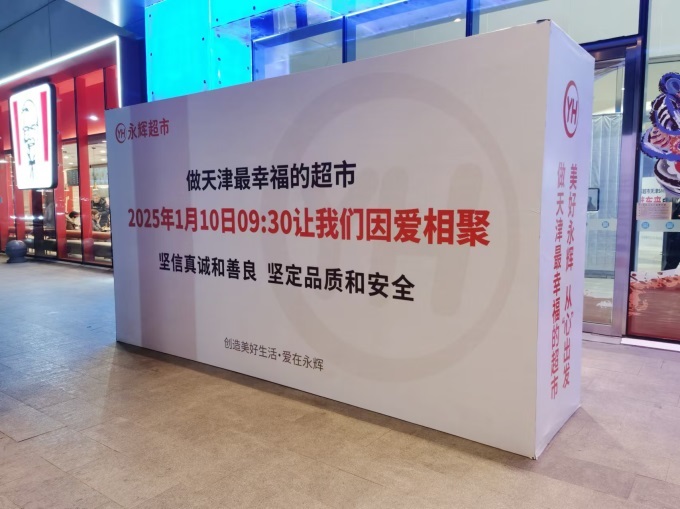 YH 永辉超市
做天津最幸福的超市
2025年1月10日09:30让我们因爱相聚
坚信真诚和善良 坚定品质和安全
创造美好生活·爱在永辉
YH
YH
美好永辉 从“心”出发
做天津最幸福的超市